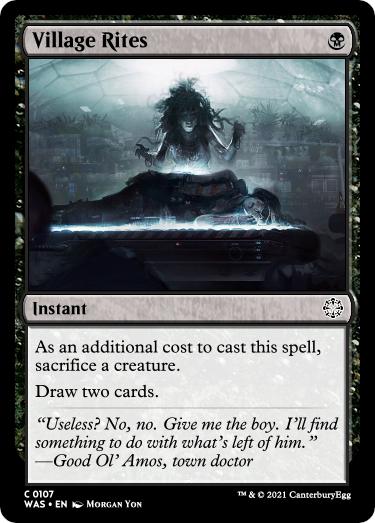 Village Rites
Instant
As an additional cost to cast this spell,
sacrifice a creature.
Draw two cards.
“Useless? No, no. Give me the boy. I’ll find
something to do with what’s left of him.”
—Good Ol’ Amos, town doctor
C 0107
WAS • EN Morgan Yon
™ & © 2021 CanterburyEgg